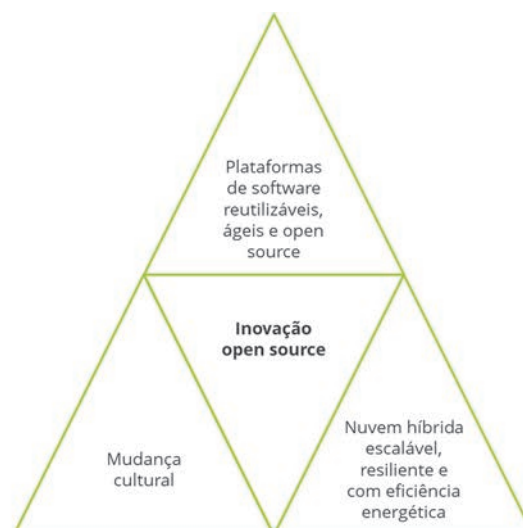 Plataformas
de software
reutilizáveis,
ágeis e open
source
Inovação
open source
Mudança
cultural
Nuvem híbrida
escalável,
resiliente e
com eficiência
energética